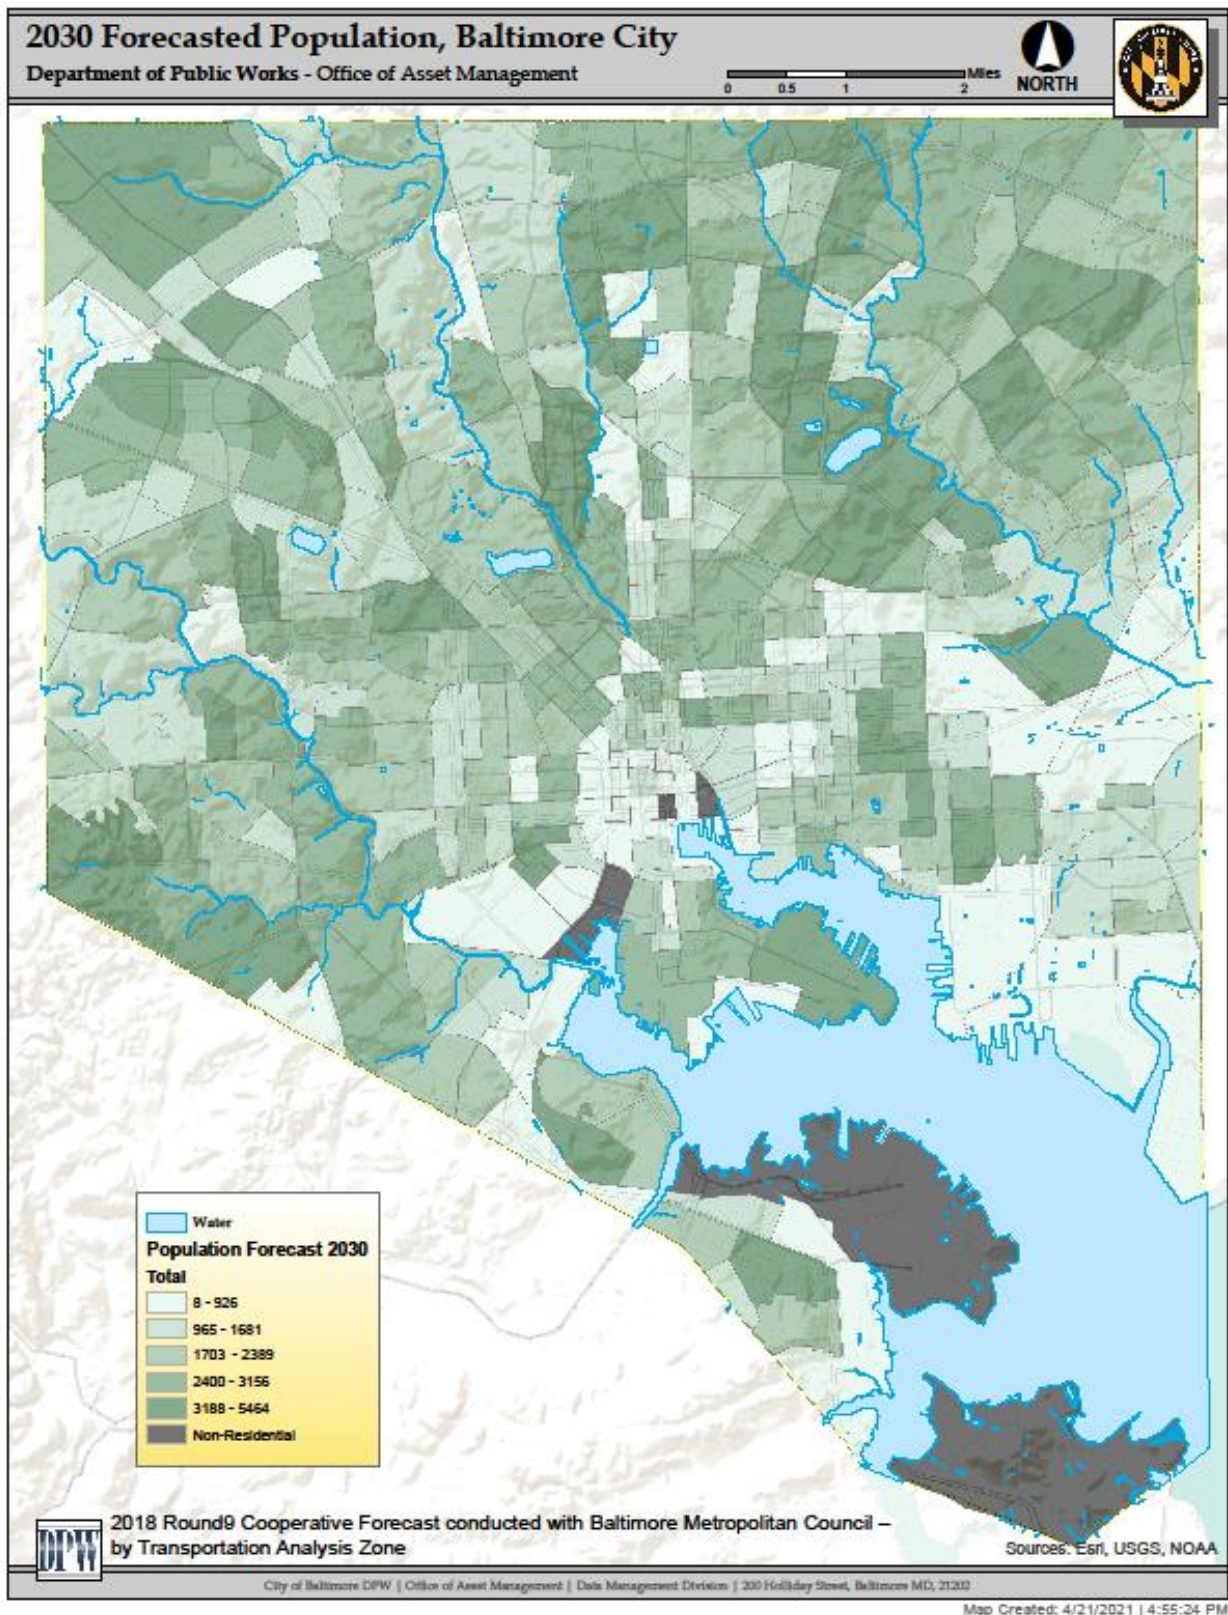 2030 Forecasted Population, Baltimore City
Department of Public Works - Office of Asset Management
Miles
0 0.5 1 2
NORTH
Water
Population Forecast 2030
Total
8 - 926
965 - 1681
1703 - 2389
2400 - 3156
3188 - 5464
Non-Residential
DPW
2018 Round9 Cooperative Forecast conducted with Baltimore Metropolitan Council –
by Transportation Analysis Zone
Sources: Esri, USGS, NOAA
City of Baltimore DPW | Office of Asset Management | Data Management Division | 200 Holliday Street, Baltimore MD, 21202
Map Created: 4/21/2021 | 4:55:24 PM